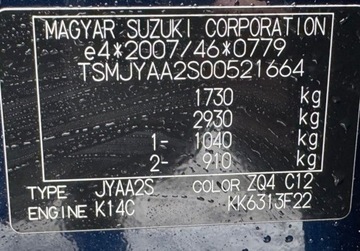 MAGYAR SUZUKI CORPORATION
e4*2007/46*0779
TSMJYAA2S00521664
1730 kg
2930 kg
1- 1040 kg
2- 910 kg
TYPE JYAA2S COLOR ZQ4 C12
ENGINE K14C KK6313F22